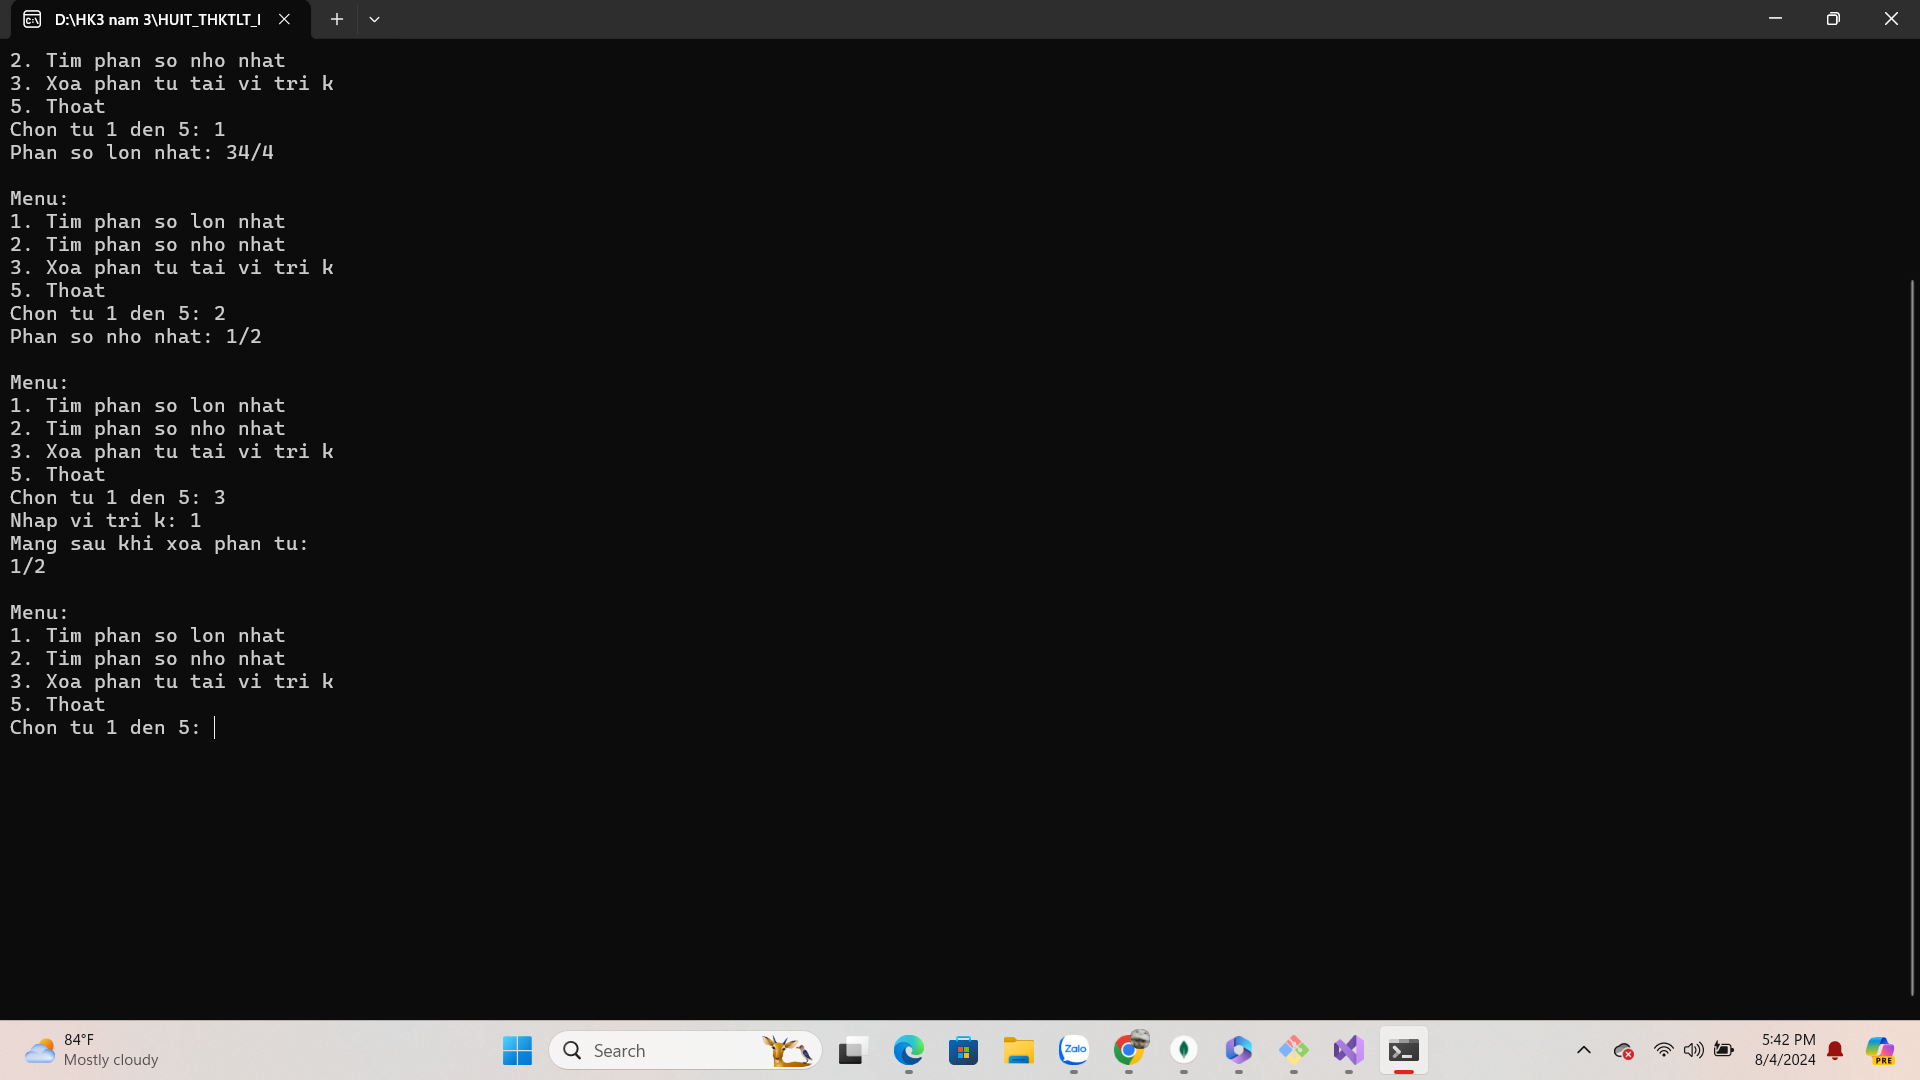 D:\HK3 nam 3\HUIT_THKTLT_I
2. Tim phan so nho nhat
3. Xoa phan tu tai vi tri k
5. Thoat
Chon tu 1 den 5: 1
Phan so lon nhat: 34/4
Menu:
1. Tim phan so lon nhat
2. Tim phan so nho nhat
3. Xoa phan tu tai vi tri k
5. Thoat
Chon tu 1 den 5: 2
Phan so nho nhat: 1/2
Menu:
1. Tim phan so lon nhat
2. Tim phan so nho nhat
3. Xoa phan tu tai vi tri k
5. Thoat
Chon tu 1 den 5: 3
Nhap vi tri k: 1
Mang sau khi xoa phan tu:
1/2
Menu:
1. Tim phan so lon nhat
2. Tim phan so nho nhat
3. Xoa phan tu tai vi tri k
5. Thoat
Chon tu 1 den 5:
84°F
Mostly cloudy
Search
Zalo
5:42 PM
8/4/2024
PRE